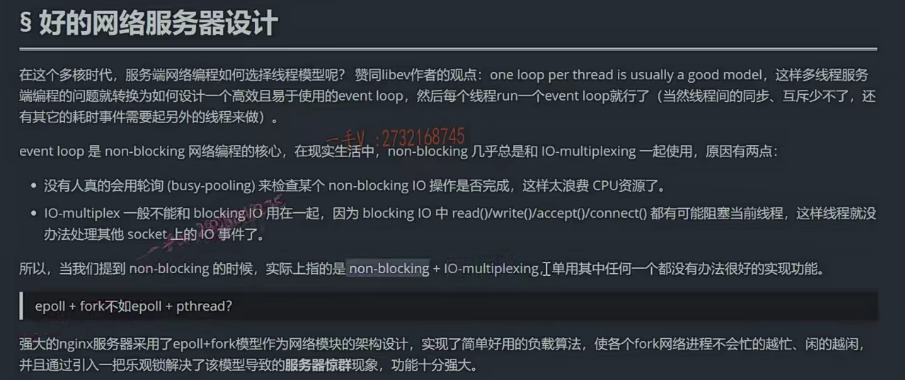 § 好的网络服务器设计
在这个多核时代，服务端网络编程如何选择线程模型呢？ 赞同libev作者的观点：one loop per thread is usually a good model，这样多线程服务
端编程的问题就转换为如何设计一个高效且易于使用的event loop，然后每个线程run一个event loop就行了（当然线程间的同步、互斥少不了，还
有其它的耗时事件需要起另外的线程来做）。
一手V :2732168745
event loop 是 non-blocking 网络编程的核心，在现实生活中，non-blocking 几乎总是和 IO-multiplexing 一起使用，原因有两点：
• 没有人真的会用轮询 (busy-pooling) 来检查某个 non-blocking IO 操作是否完成，这样太浪费 CPU资源了。
• IO-multiplex 一般不能和 blocking IO 用在一起，因为 blocking IO 中 read()/write()/accept()/connect() 都有可能阻塞当前线程，这样线程就没
办法处理其他 socket 上的 IO 事件了。
所以，当我们提到 non-blocking 的时候，实际上指的是 non-blocking + IO-multiplexing，单用其中任何一个都没有办法很好的实现功能。
epoll + fork不如epoll + pthread？
强大的nginx服务器采用了epoll+fork模型作为网络模块的架构设计，实现了简单好用的负载算法，使各个fork网络进程不会忙的越忙、闲的越闲，
并且通过引入一把乐观锁解决了该模型导致的服务器惊群现象，功能十分强大。